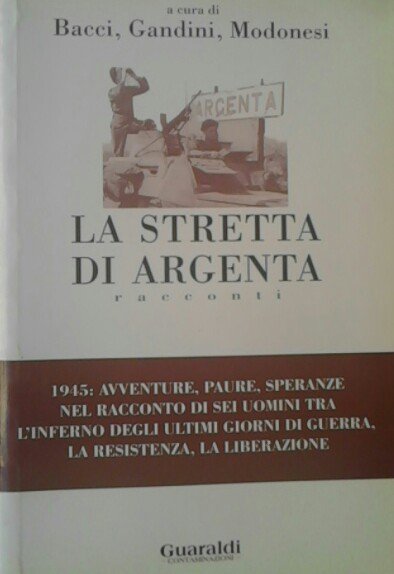 a cura di
Bacci, Gandini, Modonesi
ARGENTA
LA STRETTA
DI ARGENTA
racconti
1945: AVVENTURE, PAURE, SPERANZE
NEL RACCONTO DI SEI UOMINI TRA
L'INFERNO DEGLI ULTIMI GIORNI DI GUERRA,
LA RESISTENZA, LA LIBERAZIONE
Guaraldi
CONTAMINAZIONI